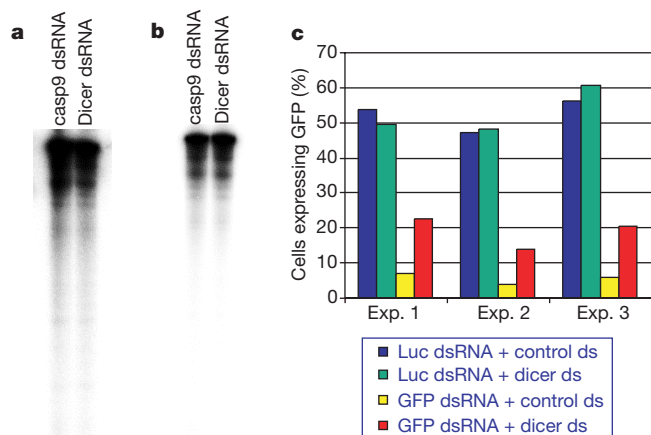 a
casp9 dsRNA
Dicer dsRNA
b
casp9 dsRNA
Dicer dsRNA
c
Cells expressing GFP (%)
70
60
50
40
30
20
10
0
Exp. 1 Exp. 2 Exp. 3
Luc dsRNA + control ds
Luc dsRNA + dicer ds
GFP dsRNA + control ds
GFP dsRNA + dicer ds